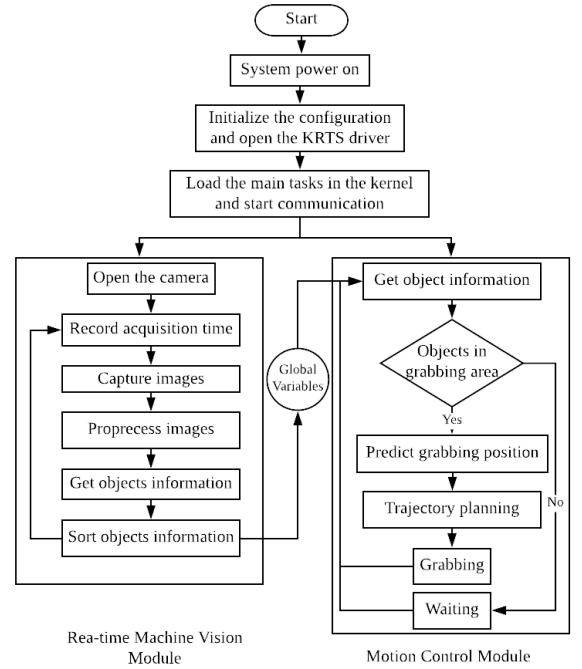 Start
System power on
Initialize the configuration
and open the KRTS driver
Load the main tasks in the kernel
and start communication
Open the camera
Record acquisition time
Capture images
Proprecess images
Get objects information
Sort objects information
Rea-time Machine Vision
Module
Global
Variables
Get object information
Objects in
grabbing area
Yes
No
Predict grabbing position
Trajectory planning
Grabbing
Waiting
Motion Control Module